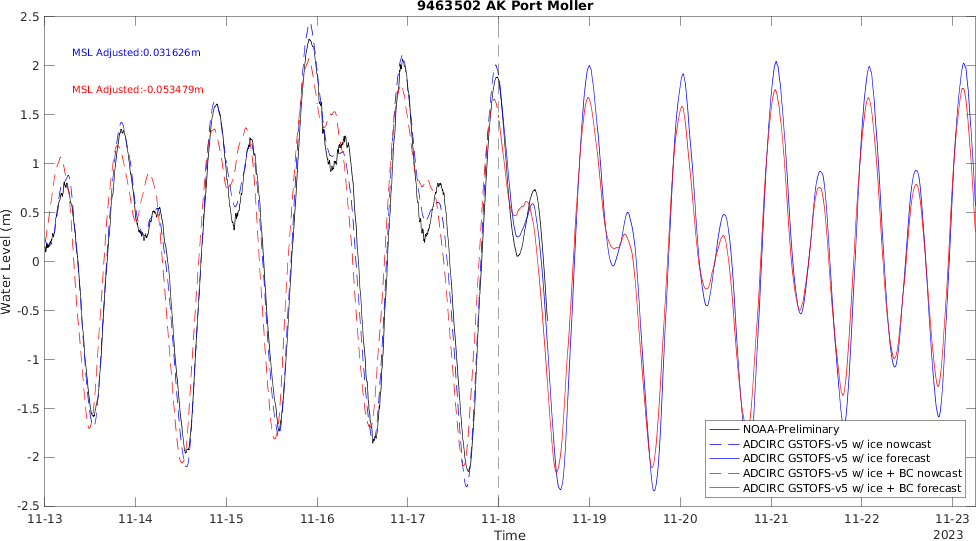 9463502 AK Port Moller
MSL Adjusted:0.031626m
MSL Adjusted:-0.053479m
Water Level (m)
2.5
2
1.5
1
0.5
0
-0.5
-1
-1.5
-2
-2.5
NOAA-Preliminary
ADCIRC GSTOFS-v5 w/ ice nowcast
ADCIRC GSTOFS-v5 w/ ice forecast
ADCIRC GSTOFS-v5 w/ ice + BC nowcast
ADCIRC GSTOFS-v5 w/ ice + BC forecast
11-13 11-14 11-15 11-16 11-17 11-18 11-19 11-20 11-21 11-22 11-23
Time
2023